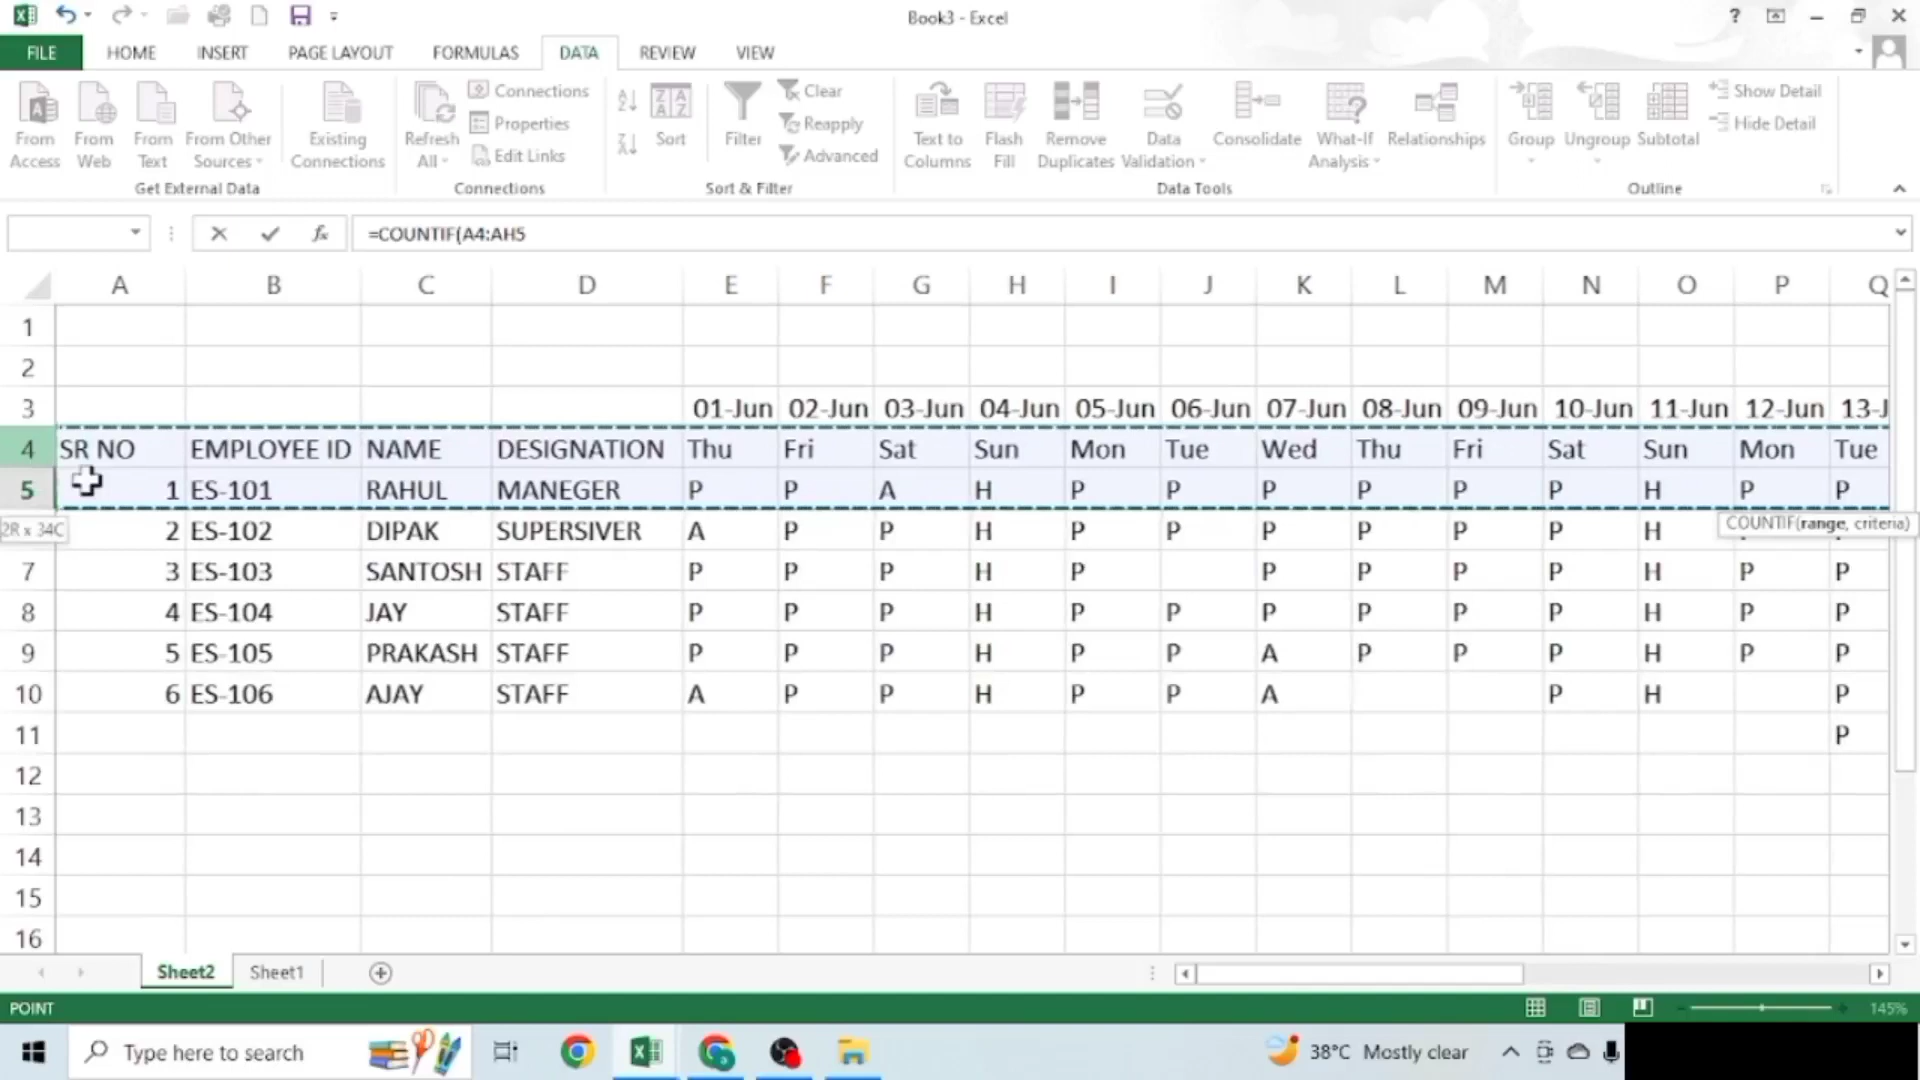 Book3 - Excel
?
FILE HOME INSERT PAGE LAYOUT FORMULAS DATA REVIEW VIEW
From Access
From Web
From Text
From Other Sources
Existing Connections
Get External Data
Refresh All
Connections
Properties
Edit Links
Connections
Sort
Filter
Clear
Reapply
Advanced
Sort & Filter
Text to Columns
Flash Fill
Remove Duplicates
Data Validation
Consolidate
What-If Analysis
Relationships
Data Tools
Group
Ungroup
Subtotal
Show Detail
Hide Detail
Outline
fx =COUNTIF(A4:AH5
A B C D E F G H I J K L M N O P Q
1
2
3 01-Jun 02-Jun 03-Jun 04-Jun 05-Jun 06-Jun 07-Jun 08-Jun 09-Jun 10-Jun 11-Jun 12-Jun 13-J
4 SR NO EMPLOYEE ID NAME DESIGNATION Thu Fri Sat Sun Mon Tue Wed Thu Fri Sat Sun Mon Tue
5 1 ES-101 RAHUL MANEGER P P A H P P P P P P H P P
2R x 34C 2 ES-102 DIPAK SUPERSIVER A P P H P P P P P P H
COUNTIF(range, criteria)
7 3 ES-103 SANTOSH STAFF P P P H P P P P P H P P
8 4 ES-104 JAY STAFF P P P H P P P P P P H P P
9 5 ES-105 PRAKASH STAFF P P P H P P A P P P H P P
10 6 ES-106 AJAY STAFF A P P H P P A P H P
11 P
12
13
14
15
16
Sheet2 Sheet1
POINT 145%
Type here to search 38°C Mostly clear